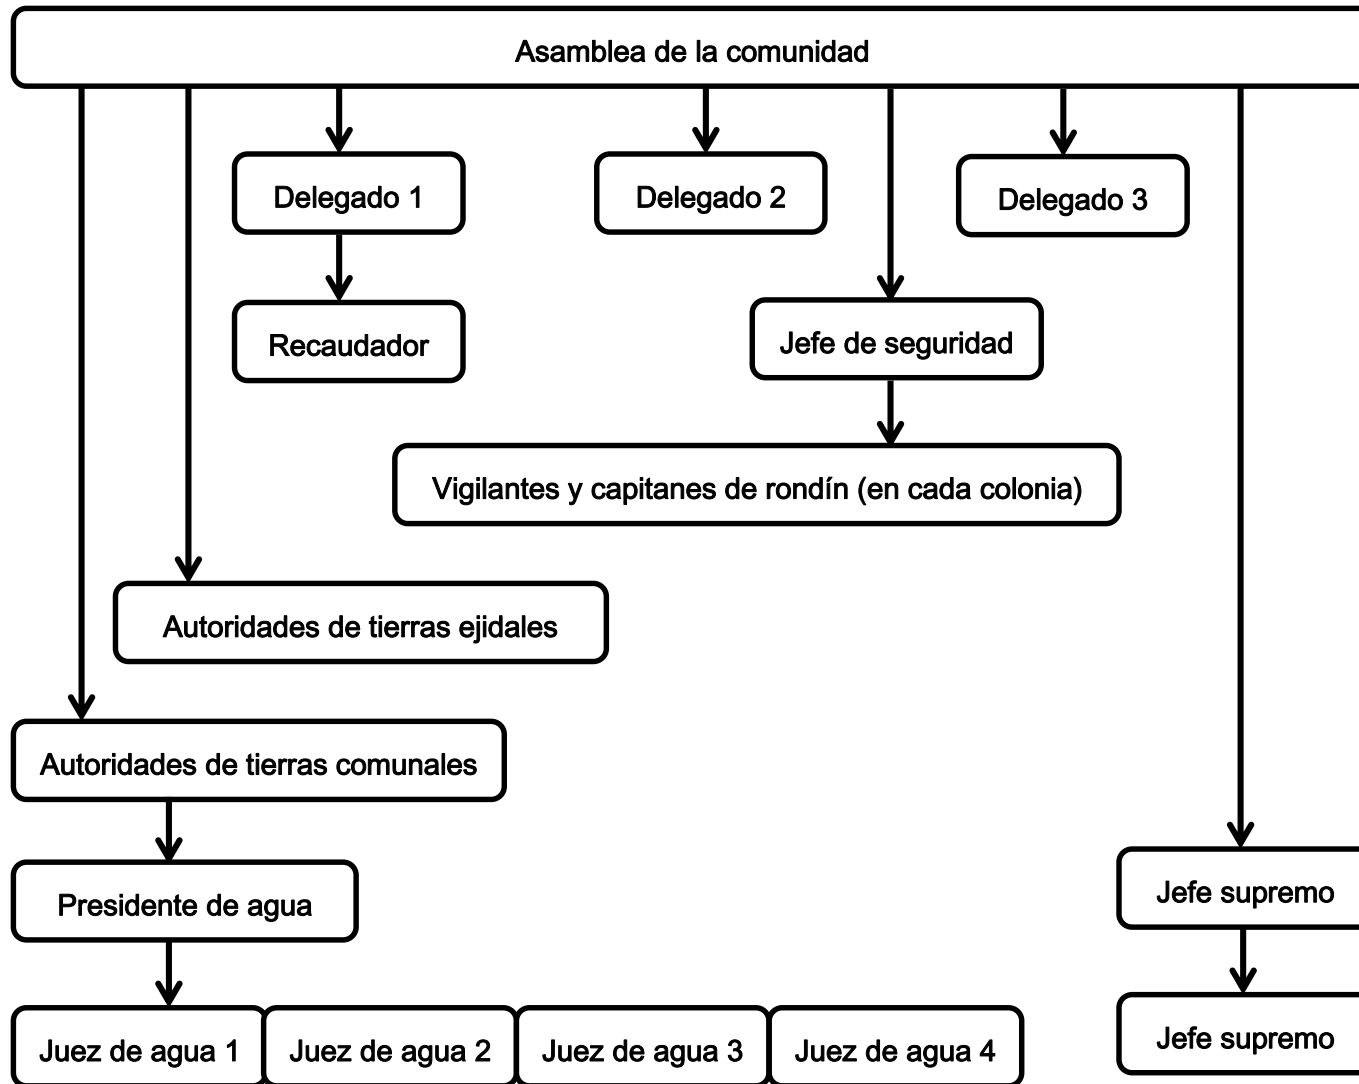 Asamblea de la comunidad
Delegado 1
Delegado 2
Delegado 3
Recaudador
Jefe de seguridad
Vigilantes y capitanes de rondín (en cada colonia)
Autoridades de tierras ejidales
Autoridades de tierras comunales
Presidente de agua
Jefe supremo
Juez de agua 1
Juez de agua 2
Juez de agua 3
Juez de agua 4
Jefe supremo